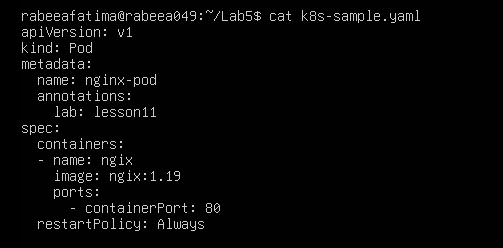 rabeeafatima@rabeea049:~/Lab5$ cat k8s-sample.yaml
apiVersion: v1
kind: Pod
metadata:
  name: nginx-pod
  annotations:
    lab: lesson11
spec:
  containers:
  - name: ngix
    image: ngix:1.19
    ports:
      - containerPort: 80
  restartPolicy: Always